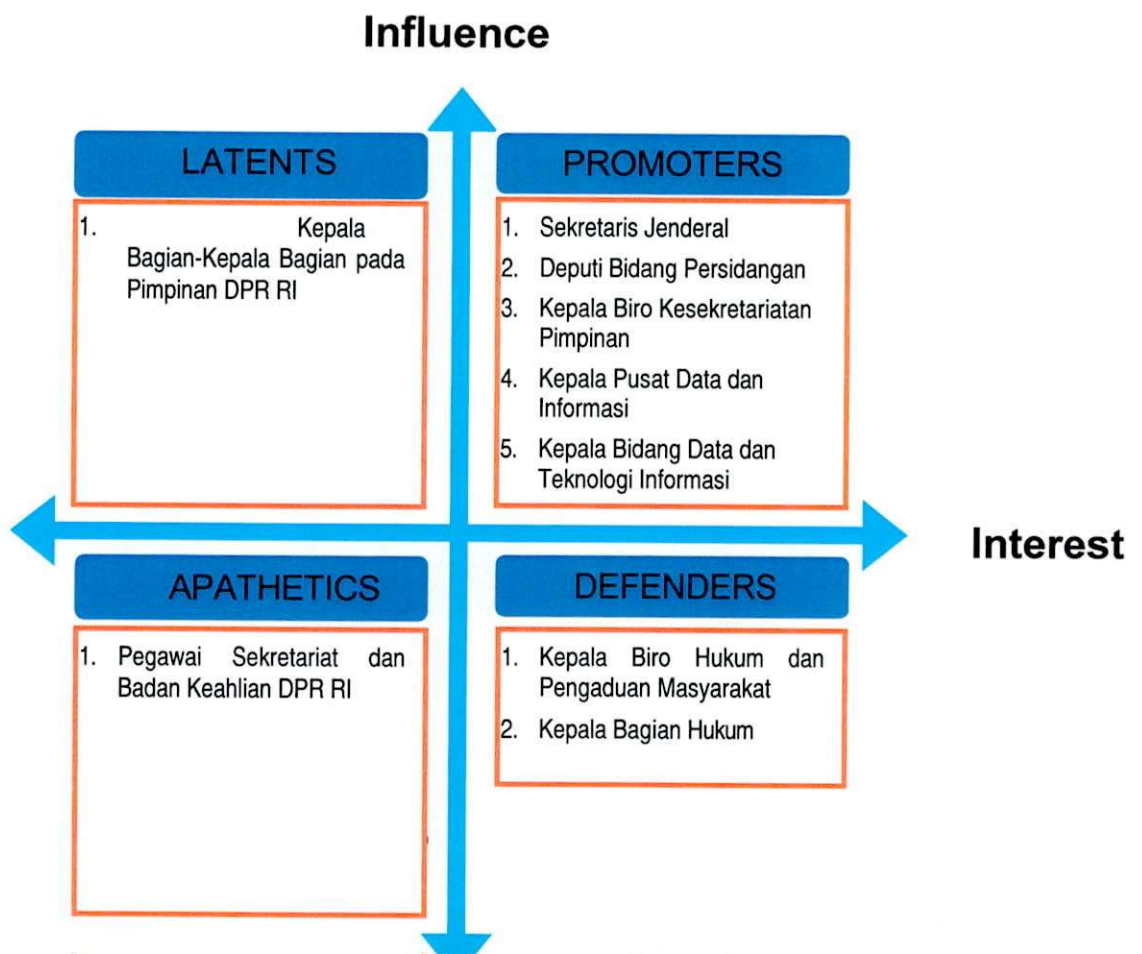 Influence
LATENTS
1. Kepala
Bagian-Kepala Bagian pada
Pimpinan DPR RI
PROMOTERS
1. Sekretaris Jenderal
2. Deputi Bidang Persidangan
3. Kepala Biro Kesekretariatan
Pimpinan
4. Kepala Pusat Data dan
Informasi
5. Kepala Bidang Data dan
Teknologi Informasi
Interest
APATHETICS
1. Pegawai Sekretariat dan
Badan Keahlian DPR RI
DEFENDERS
1. Kepala Biro Hukum dan
Pengaduan Masyarakat
2. Kepala Bagian Hukum